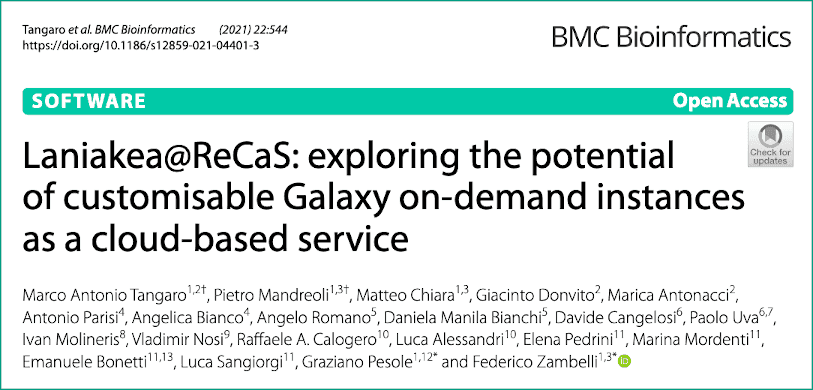 Tangaro et al. BMC Bioinformatics (2021) 22:544
https://doi.org/10.1186/s12859-021-04401-3
BMC Bioinformatics
SOFTWARE
Open Access
Check for
updates
Laniakea@ReCaS: exploring the potential
of customisable Galaxy on-demand instances
as a cloud-based service
Marco Antonio Tangaro1,2†, Pietro Mandreoli1,3†, Matteo Chiara1,3, Giacinto Donvito2, Marica Antonacci2,
Antonio Parisi4, Angelica Bianco4, Angelo Romano5, Daniela Manila Bianchi5, Davide Cangelosi6, Paolo Uva6,7,
Ivan Molineris8, Vladimir Nosi9, Raffaele A. Calogero10, Luca Alessandri10, Elena Pedrini11, Marina Mordenti11,
Emanuele Bonetti11,13, Luca Sangiorgi11, Graziano Pesole1,12* and Federico Zambelli1,3*